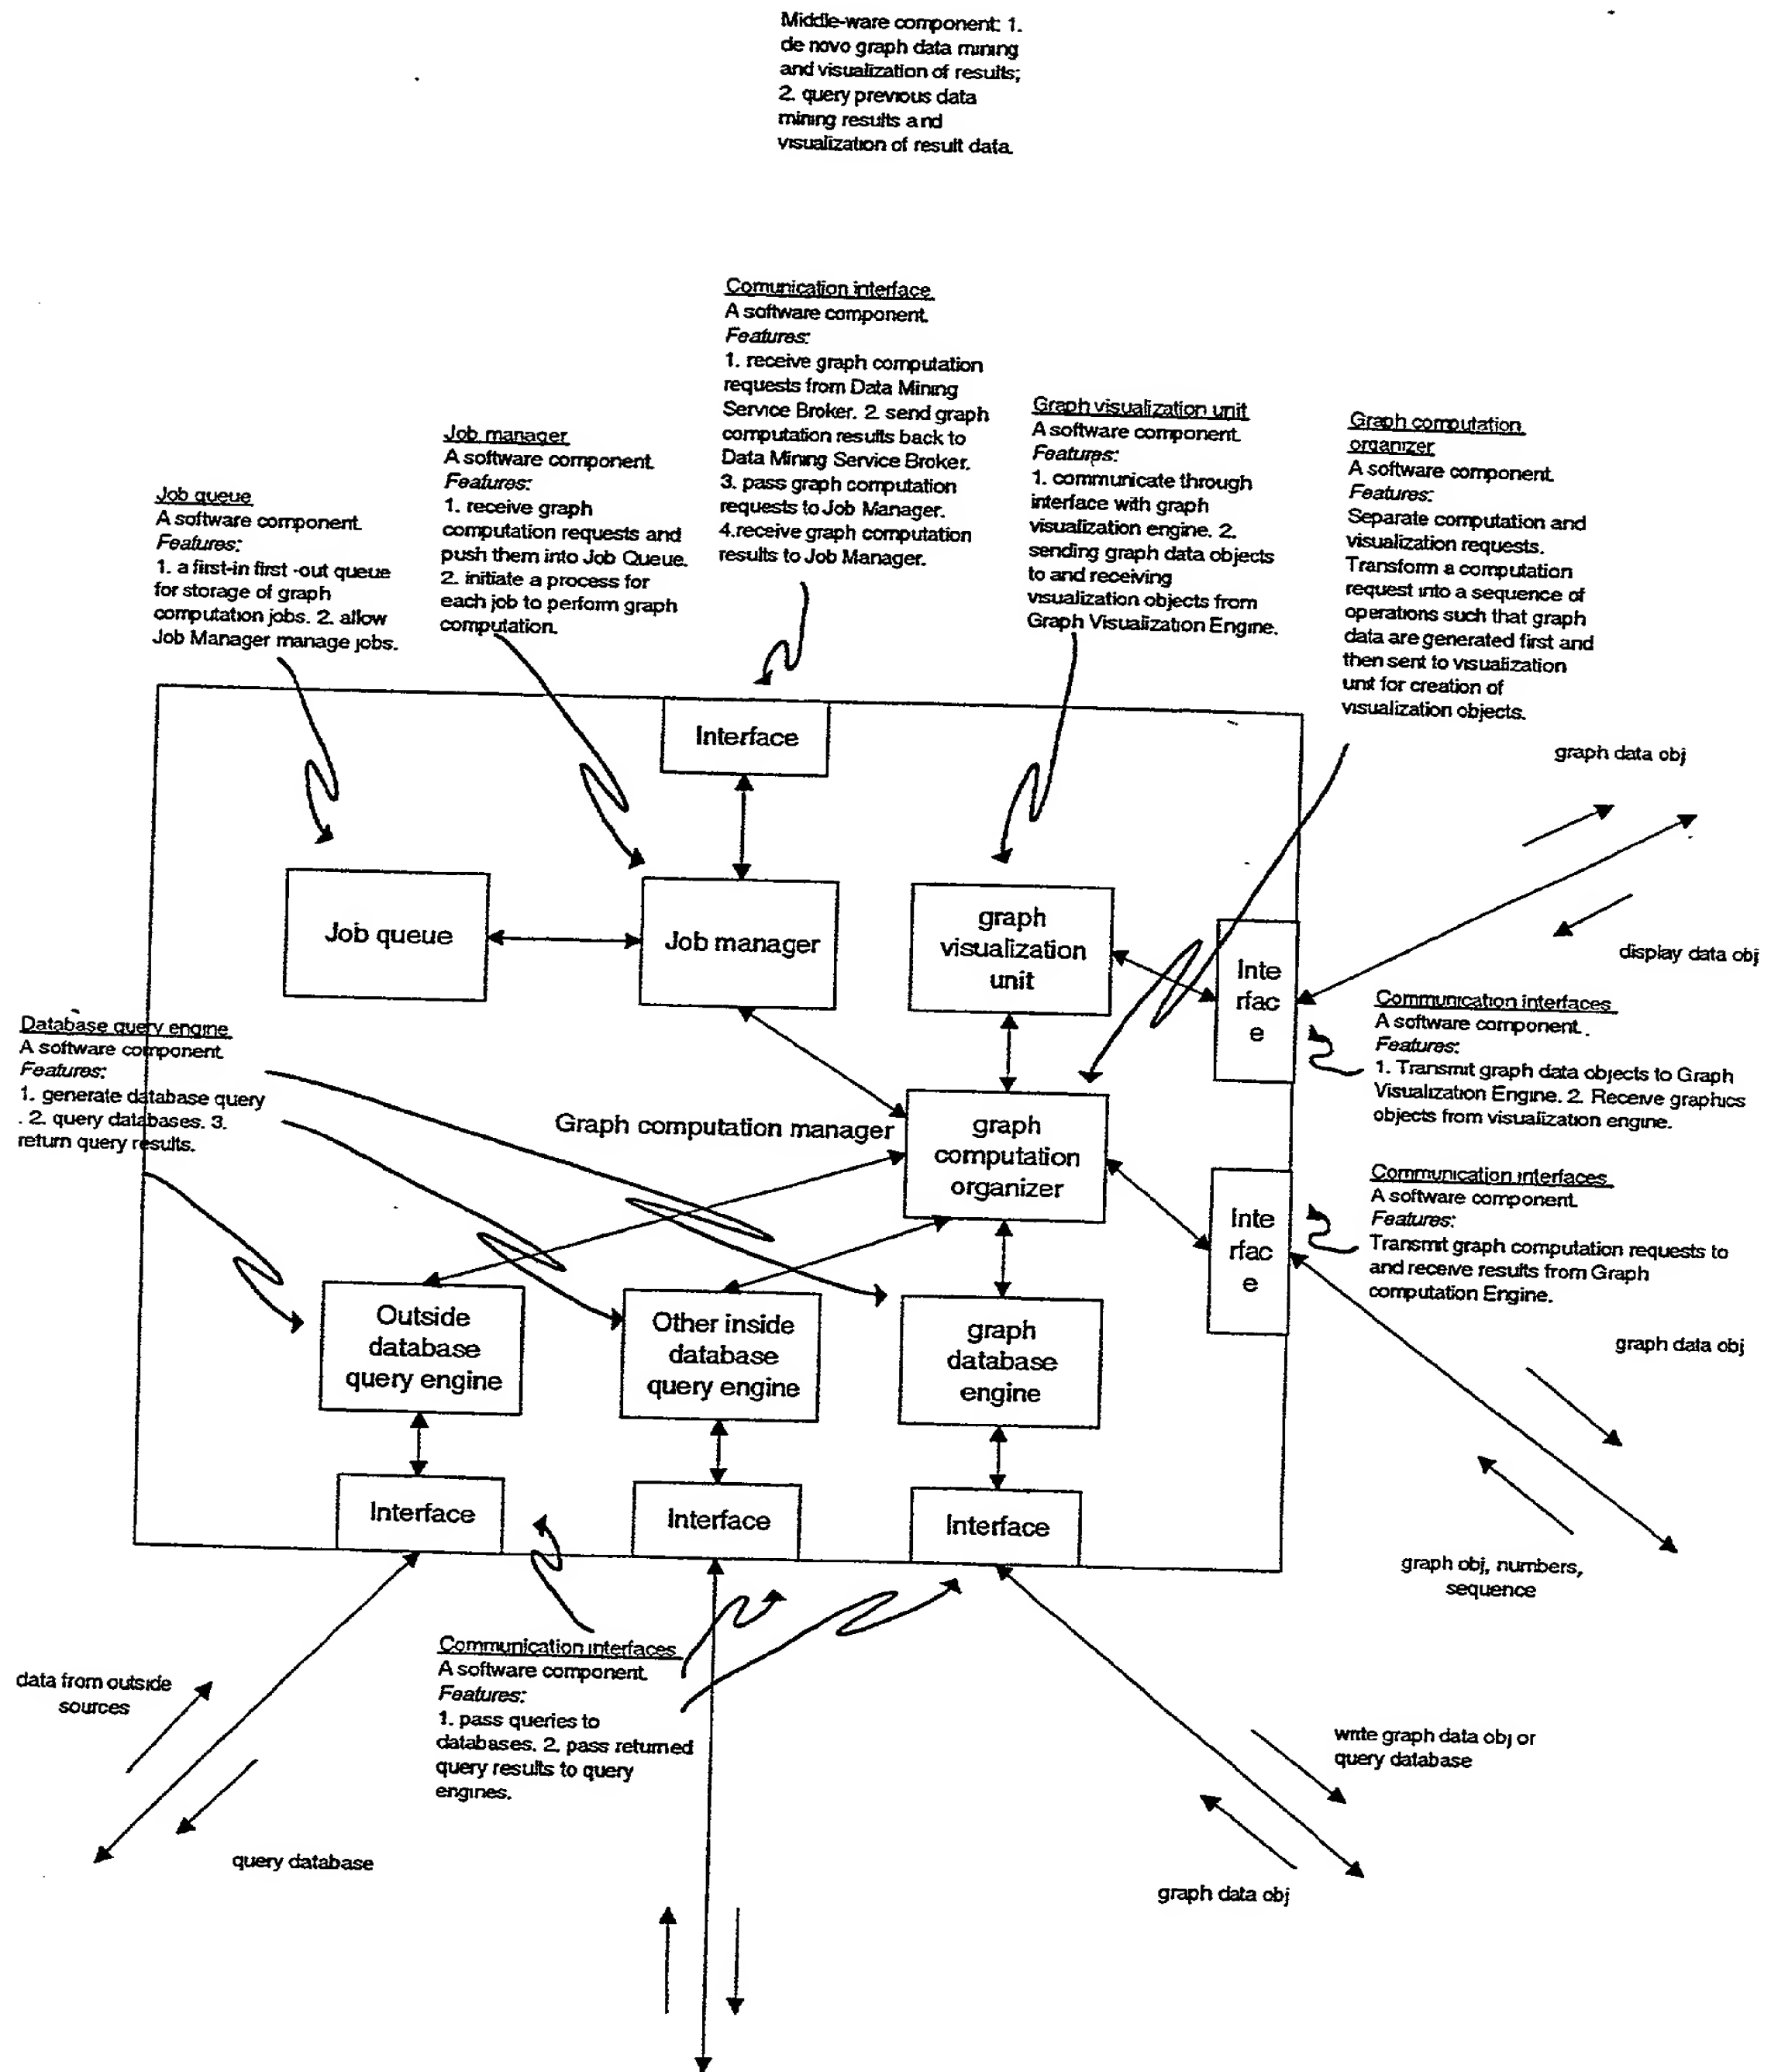 Middle-ware component: 1.
de novo graph data mining
and visualization of results;
2. query previous data
mining results and
visualization of result data.
Comunication interface
A software component.
Features:
1. receive graph computation
requests from Data Mining
Service Broker. 2. send graph
computation results back to
Data Mining Service Broker.
3. pass graph computation
requests to Job Manager.
4.receive graph computation
results to Job Manager.
Graph visualization unit
A software component.
Features:
1. communicate through
interface with graph
visualization engine. 2.
sending graph data objects
to and receiving
visualization objects from
Graph Visualization Engine.
Graph computation
organizer
A software component.
Features:
Separate computation and
visualization requests.
Transform a computation
request into a sequence of
operations such that graph
data are generated first and
then sent to visualization
unit for creation of
visualization objects.
Job manager
A software component.
Features:
1. receive graph
computation requests and
push them into Job Queue.
2. initiate a process for
each job to perform graph
computation.
Job queue
A software component.
Features:
1. a first-in first -out queue
for storage of graph
computation jobs. 2. allow
Job Manager manage jobs.
Interface
graph data obj
Job queue
Job manager
graph
visualization
unit
Inte
rfac
e
display data obj
Communication interfaces
A software component.
Features:
1. Transmit graph data objects to Graph
Visualization Engine. 2. Receive graphics
objects from visualization engine.
Database query engine
A software component.
Features:
1. generate database query
. 2. query databases. 3.
return query results.
Graph computation manager
graph
computation
organizer
Inte
rfac
e
Communication interfaces
A software component.
Features:
Transmit graph computation requests to
and receive results from Graph
computation Engine.
Outside
database
query engine
Other inside
database
query engine
graph
database
engine
graph data obj
Interface
Interface
Interface
graph obj, numbers,
sequence
Communication interfaces
A software component.
Features:
1. pass queries to
databases. 2. pass returned
query results to query
engines.
data from outside
sources
write graph data obj or
query database
query database
graph data obj